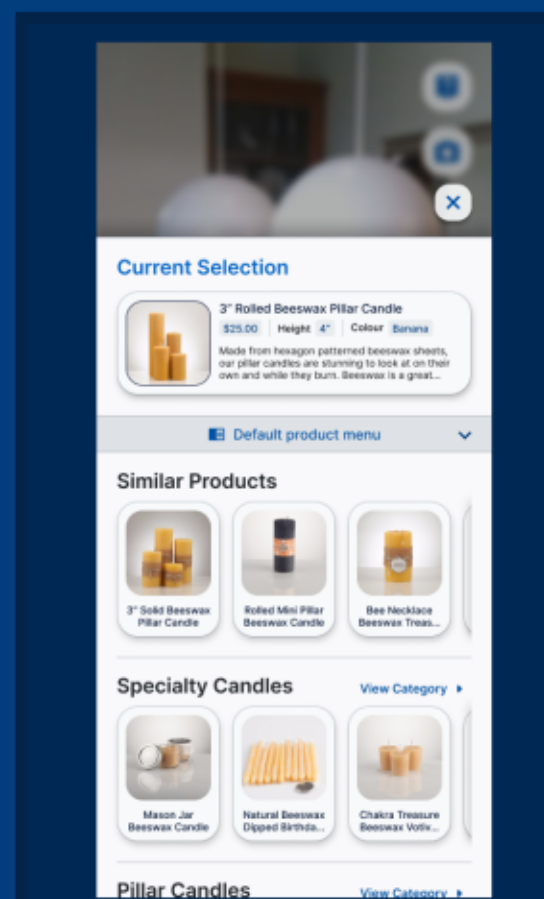 Current Selection
3" Rolled Beeswax Pillar Candle
$25.00 Height 4" Colour Banana
Made from hexagon patterned beeswax sheets,
our pillar candles are stunning to look at on their
own and while they burn. Beeswax is a great...
Default product menu
Similar Products
3" Solid Beeswax
Pillar Candle
Rolled Mini Pillar
Beeswax Candle
Bee Necklace
Beeswax Treas...
Specialty Candles View Category
Mason Jar
Beeswax Candle
Natural Beeswax
Dipped Birthda...
Chakra Treasure
Beeswax Votiv...
Pillar Candles View Category